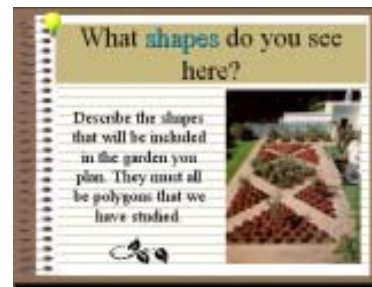 What shapes do you see
here?
Describe the shapes
that will be included
in the garden you
plan. They must all
be polygons that we
have studied